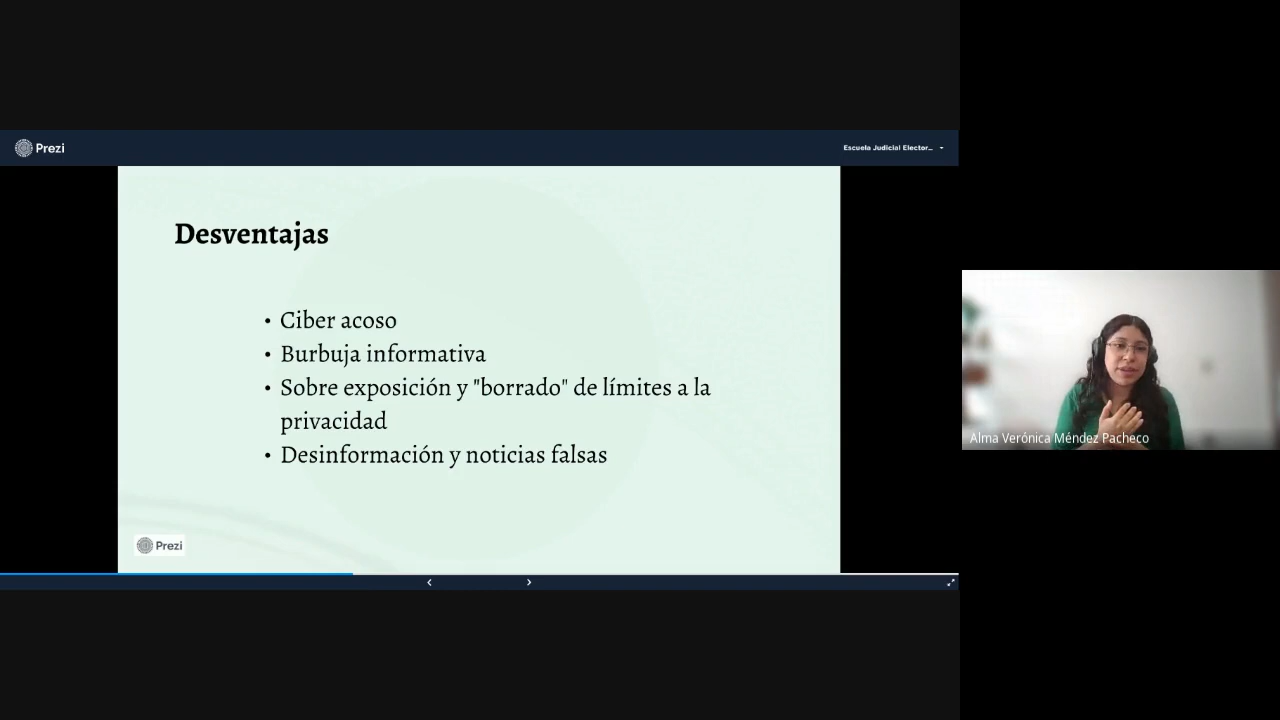 Prezi
Escuela Judicial Elector...
Desventajas
• Ciber acoso
• Burbuja informativa
• Sobre exposición y "borrado" de límites a la
privacidad
• Desinformación y noticias falsas
Prezi
Alma Verónica Méndez Pacheco